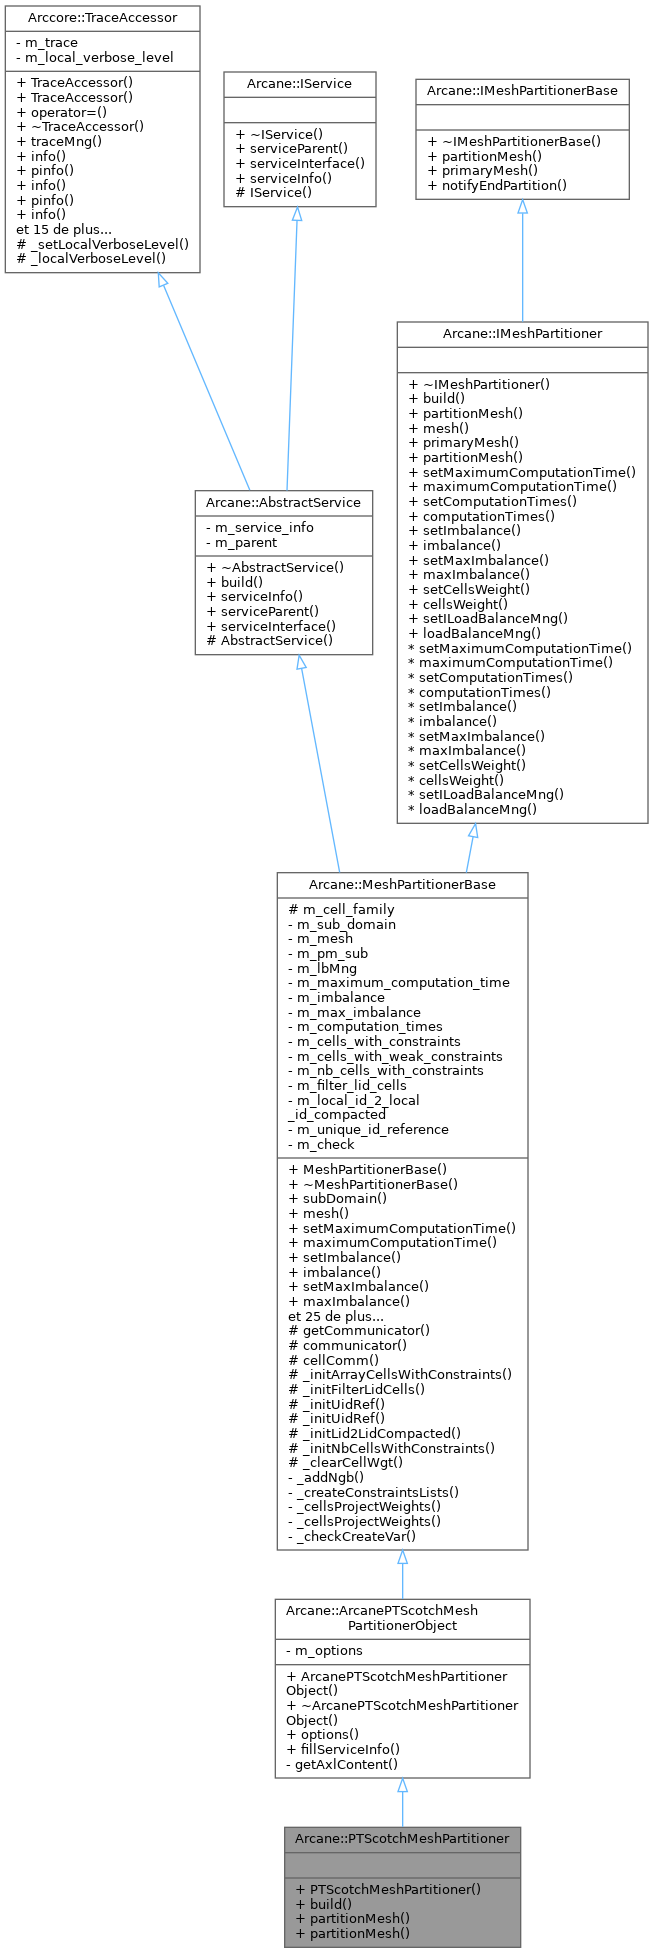 Arccore::TraceAccessor
- m_trace
- m_local_verbose_level
+ TraceAccessor()
+ TraceAccessor()
+ operator=()
+ ~TraceAccessor()
+ traceMng()
+ info()
+ pinfo()
+ info()
+ pinfo()
+ info()
et 15 de plus...
# _setLocalVerboseLevel()
# _localVerboseLevel()
Arcane::IService
+ ~IService()
+ serviceParent()
+ serviceInterface()
+ serviceInfo()
# IService()
Arcane::IMeshPartitionerBase
+ ~IMeshPartitionerBase()
+ partitionMesh()
+ primaryMesh()
+ notifyEndPartition()
Arcane::IMeshPartitioner
+ ~IMeshPartitioner()
+ build()
+ partitionMesh()
+ mesh()
+ primaryMesh()
+ partitionMesh()
+ setMaximumComputationTime()
+ maximumComputationTime()
+ setComputationTimes()
+ computationTimes()
+ setImbalance()
+ imbalance()
+ setMaxImbalance()
+ maxImbalance()
+ setCellsWeight()
+ cellsWeight()
+ setILoadBalanceMng()
+ loadBalanceMng()
* setMaximumComputationTime()
* maximumComputationTime()
* setComputationTimes()
* computationTimes()
* setImbalance()
* imbalance()
* setMaxImbalance()
* maxImbalance()
* setCellsWeight()
* cellsWeight()
* setILoadBalanceMng()
* loadBalanceMng()
Arcane::AbstractService
- m_service_info
- m_parent
+ ~AbstractService()
+ build()
+ serviceInfo()
+ serviceParent()
+ serviceInterface()
# AbstractService()
Arcane::MeshPartitionerBase
# m_cell_family
- m_sub_domain
- m_mesh
- m_pm_sub
- m_lbMng
- m_maximum_computation_time
- m_imbalance
- m_max_imbalance
- m_computation_times
- m_cells_with_constraints
- m_cells_with_weak_constraints
- m_nb_cells_with_constraints
- m_filter_lid_cells
- m_local_id_2_local
_id_compacted
- m_unique_id_reference
- m_check
+ MeshPartitionerBase()
+ ~MeshPartitionerBase()
+ subDomain()
+ mesh()
+ setMaximumComputationTime()
+ maximumComputationTime()
+ setImbalance()
+ imbalance()
+ setMaxImbalance()
+ maxImbalance()
et 25 de plus...
# getCommunicator()
# communicator()
# cellComm()
# _initArrayCellsWithConstraints()
# _initFilterLidCells()
# _initUidRef()
# _initUidRef()
# _initLid2LidCompacted()
# _initNbCellsWithConstraints()
# _clearCellWgt()
- _addNgb()
- _createConstraintsLists()
- _cellsProjectWeights()
- _cellsProjectWeights()
- _checkCreateVar()
Arcane::ArcanePTScotchMesh
PartitionerObject
- m_options
+ ArcanePTScotchMeshPartitioner
Object()
+ ~ArcanePTScotchMeshPartitioner
Object()
+ options()
+ fillServiceInfo()
- getAxlContent()
Arcane::PTScotchMeshPartitioner
+ PTScotchMeshPartitioner()
+ build()
+ partitionMesh()
+ partitionMesh()